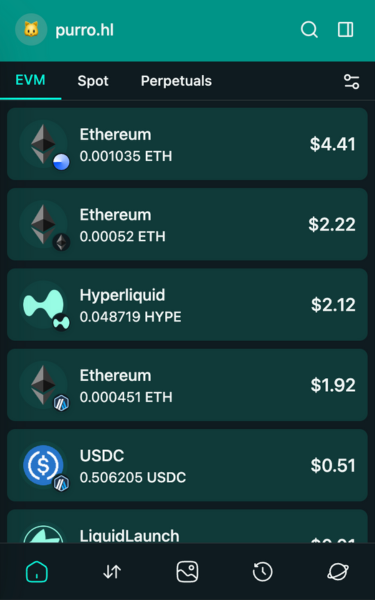 purro.hl
EVM Spot Perpetuals
Ethereum
0.001035 ETH
$4.41
Ethereum
0.00052 ETH
$2.22
Hyperliquid
0.048719 HYPE
$2.12
Ethereum
0.000451 ETH
$1.92
USDC
0.506205 USDC
$0.51
LiquidLaunch